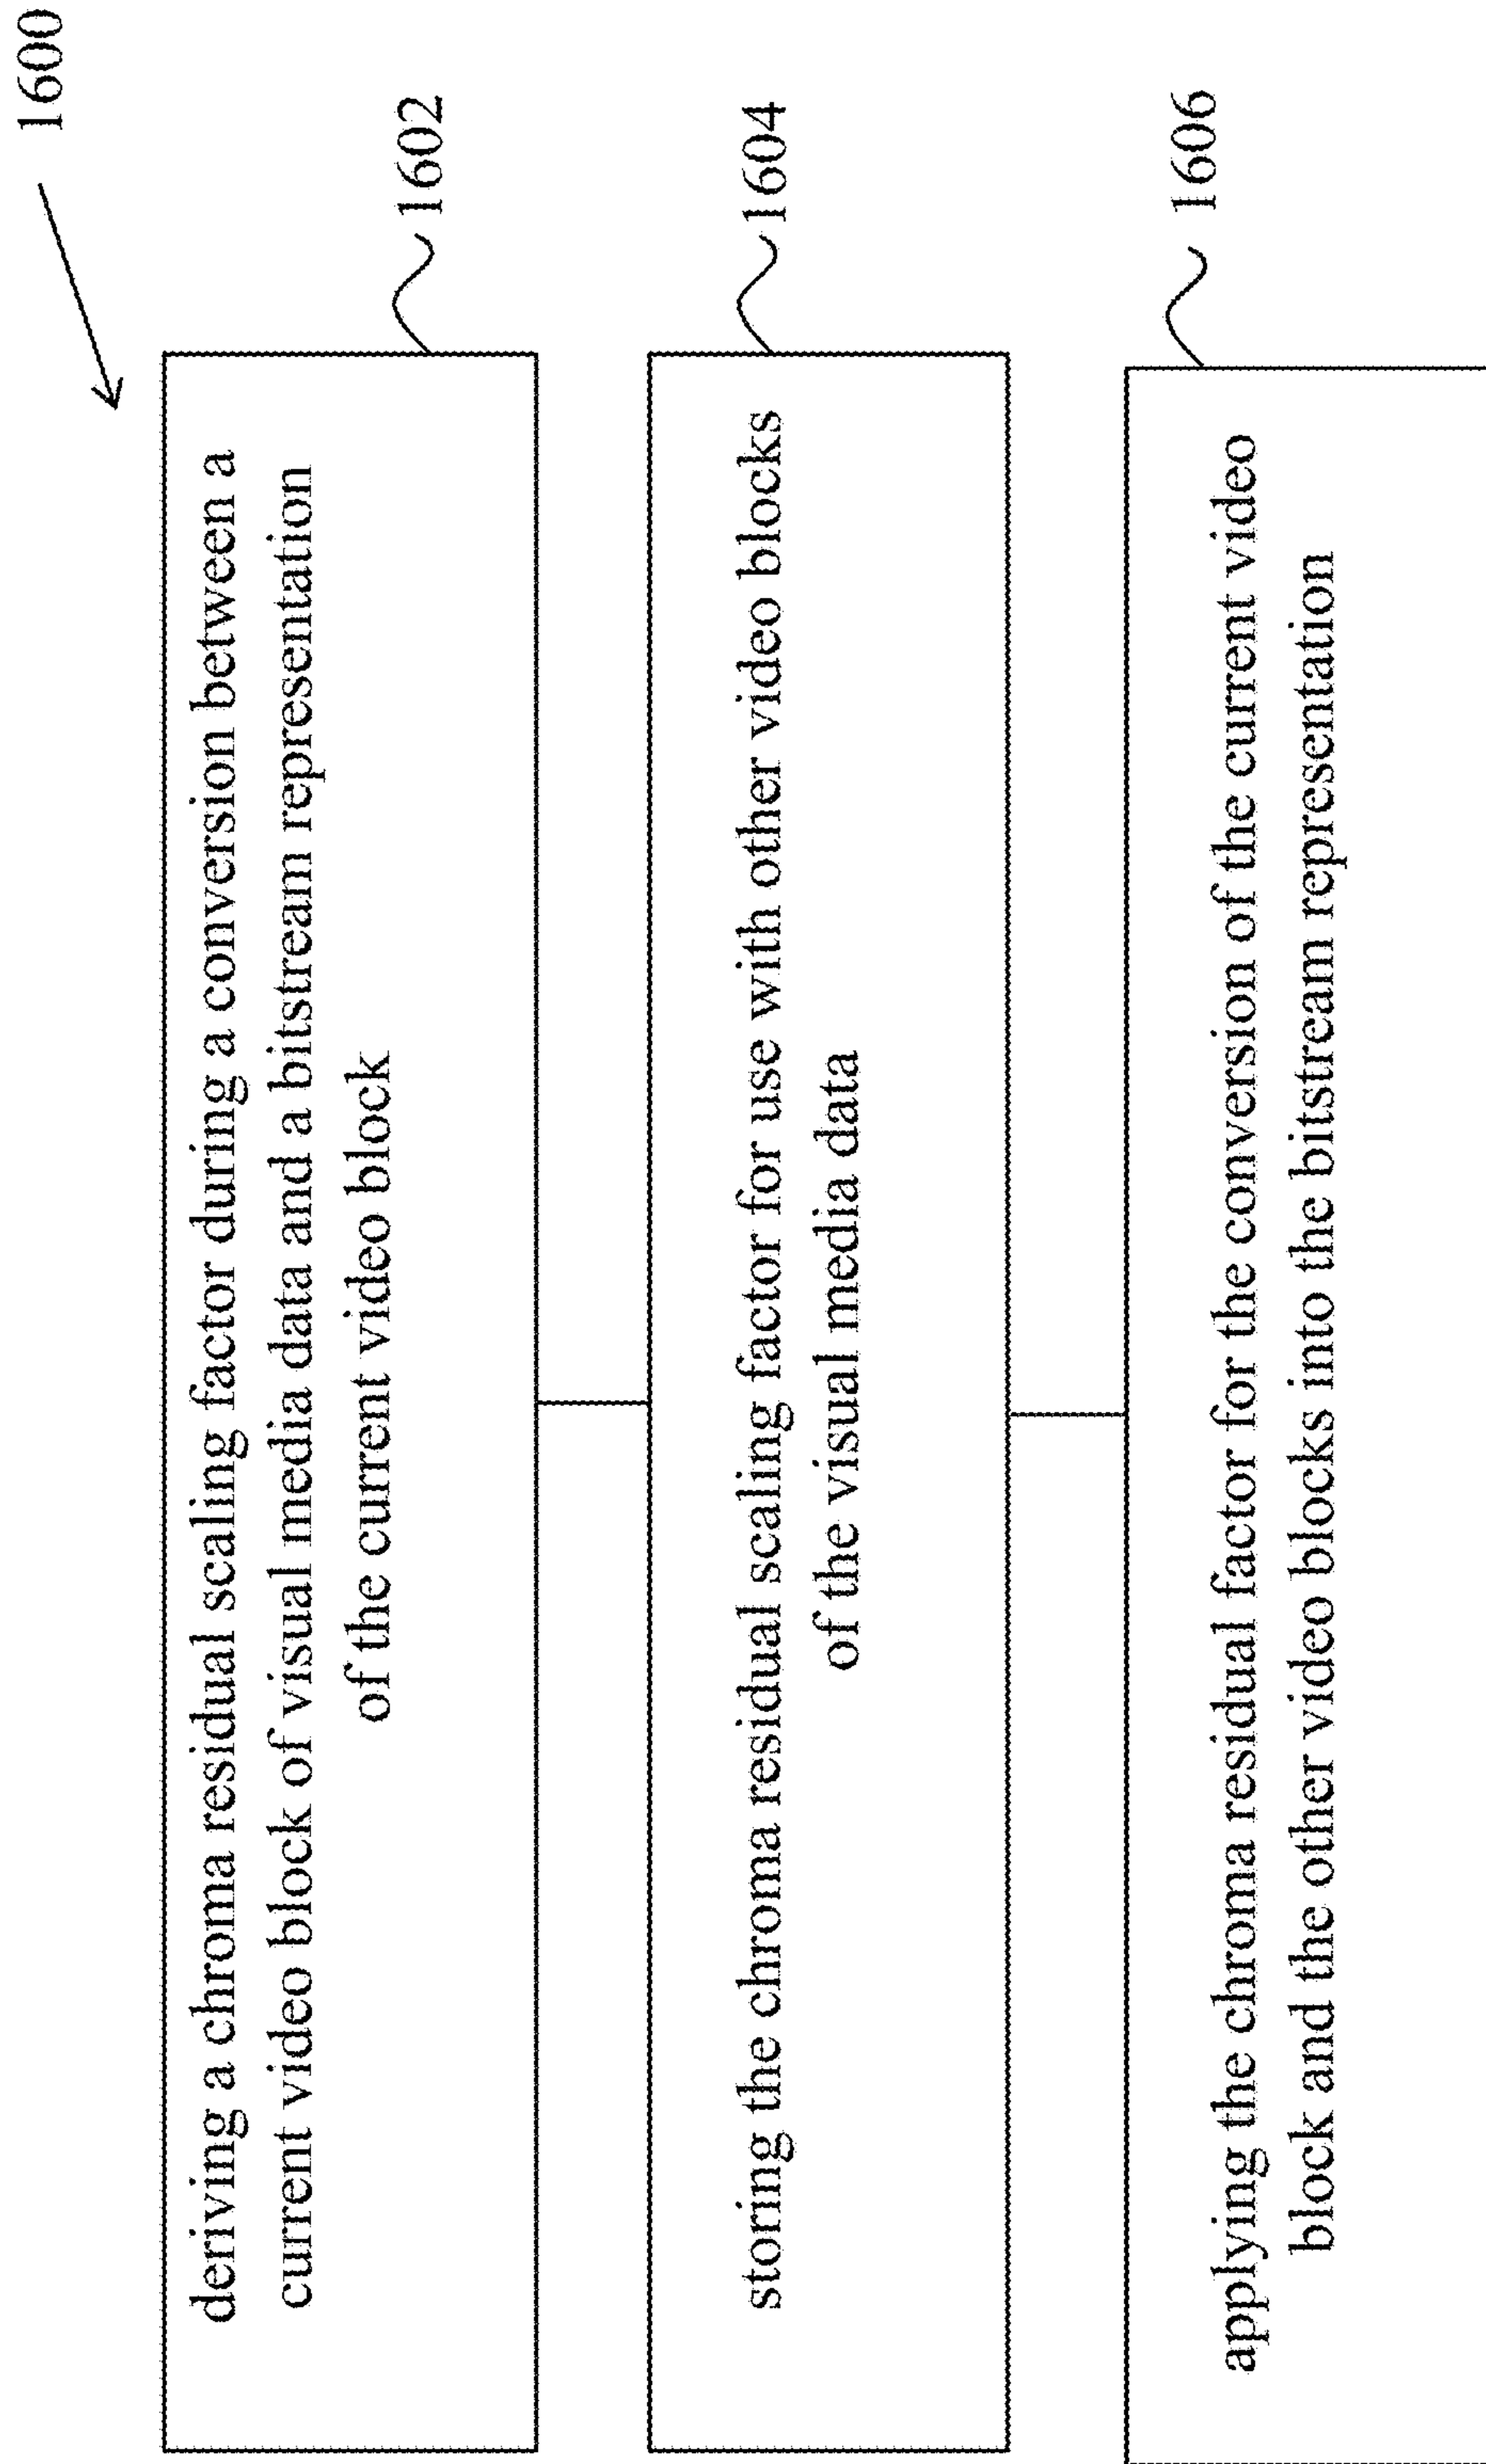 1600
deriving a chroma residual scaling factor during a conversion between a
current video block of visual media data and a bitstream representation
of the current video block
1602
storing the chroma residual scaling factor for use with other video blocks
of the visual media data
1604
applying the chroma residual factor for the conversion of the current video
block and the other video blocks into the bitstream representation
1606